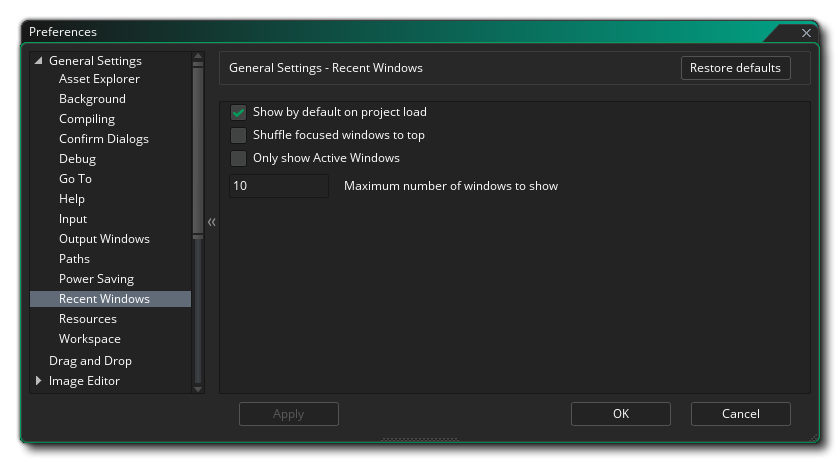 Preferences
General Settings
Asset Explorer
Background
Compiling
Confirm Dialogs
Debug
Go To
Help
Input
Output Windows
Paths
Power Saving
Recent Windows
Resources
Workspace
Drag and Drop
Image Editor
General Settings - Recent Windows
Restore defaults
Show by default on project load
Shuffle focused windows to top
Only show Active Windows
10 Maximum number of windows to show
Apply OK Cancel